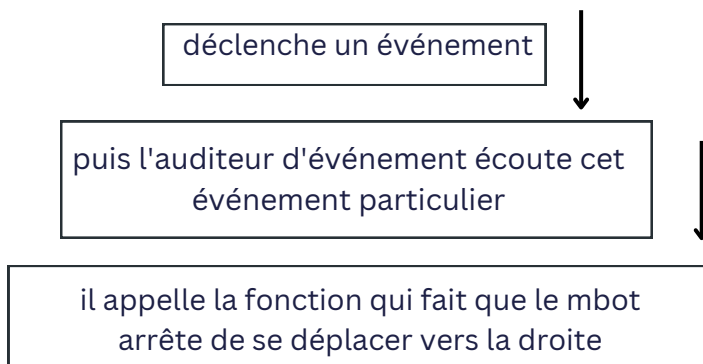 déclenche un événement
puis l'auditeur d'événement écoute cet
événement particulier
il appelle la fonction qui fait que le mbot
arrête de se déplacer vers la droite